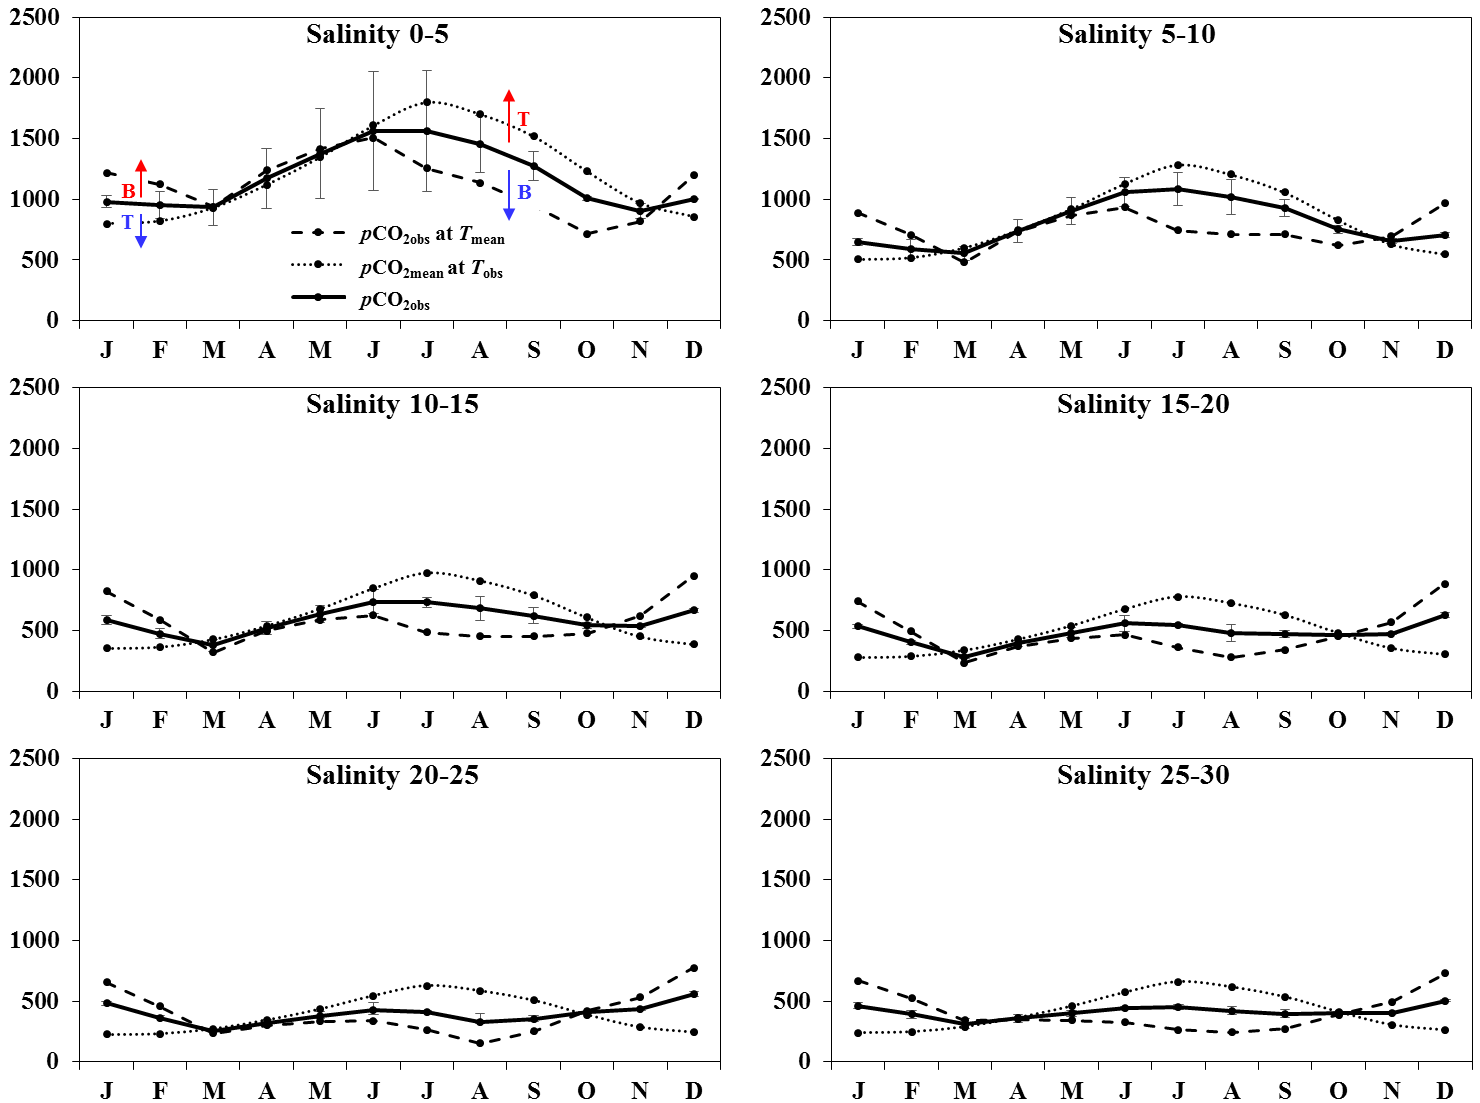 Salinity 0-5
2500
2000
1500
1000
500
0
B
T
T
B
pCO2obs at Tmean
pCO2mean at Tobs
pCO2obs
J F M A M J J A S O N D
Salinity 5-10
2500
2000
1500
1000
500
0
J F M A M J J A S O N D
Salinity 10-15
2500
2000
1500
1000
500
0
J F M A M J J A S O N D
Salinity 15-20
2500
2000
1500
1000
500
0
J F M A M J J A S O N D
Salinity 20-25
2500
2000
1500
1000
500
0
J F M A M J J A S O N D
Salinity 25-30
2500
2000
1500
1000
500
0
J F M A M J J A S O N D